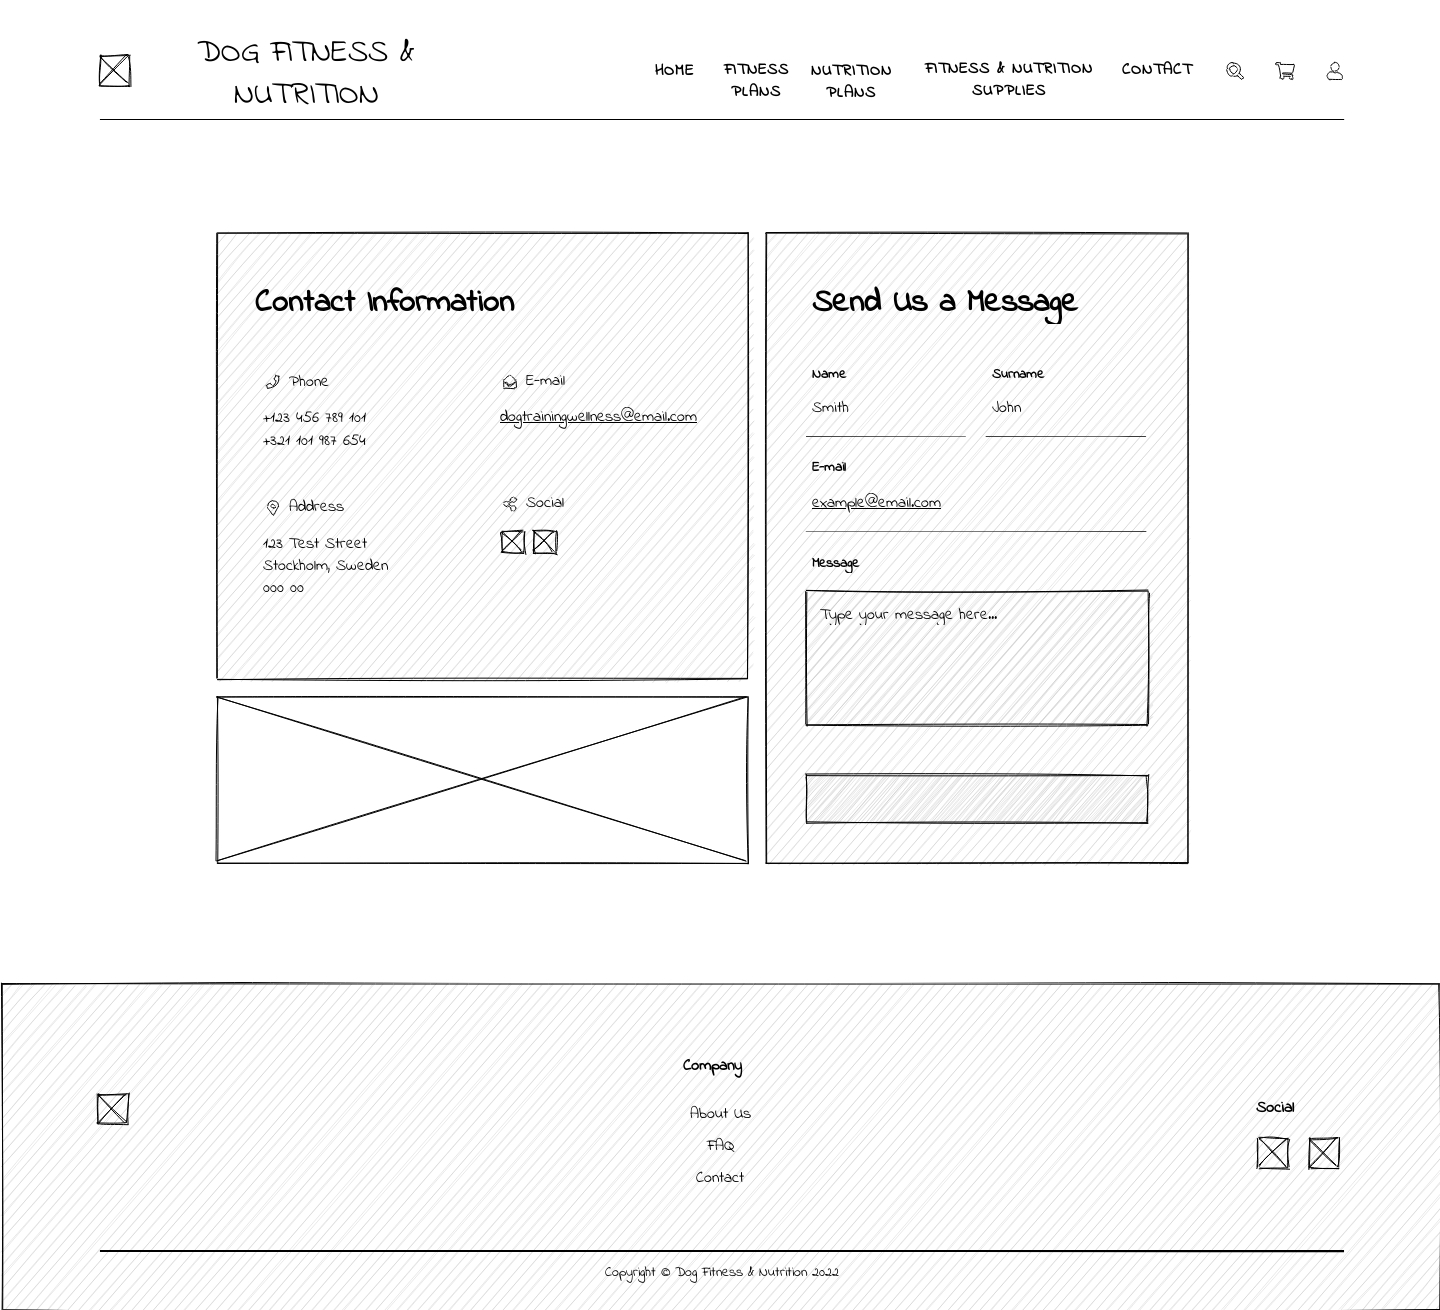 DOG FITNESS &
NUTRITION
HOME
FITNESS
PLANS
NUTRITION
PLANS
FITNESS & NUTRITION
SUPPLIES
CONTACT
Contact Information
Phone
+123 456 789 101
+321 101 987 654
E-mail
dogtrainingwellness@email.com
Address
123 Test Street
Stockholm, Sweden
000 00
Social
Send Us a Message
Name
Smith
Surname
John
E-mail
example@email.com
Message
Type your message here...
Company
About Us
FAQ
Contact
Social
Copyright © Dog Fitness & Nutrition 2022